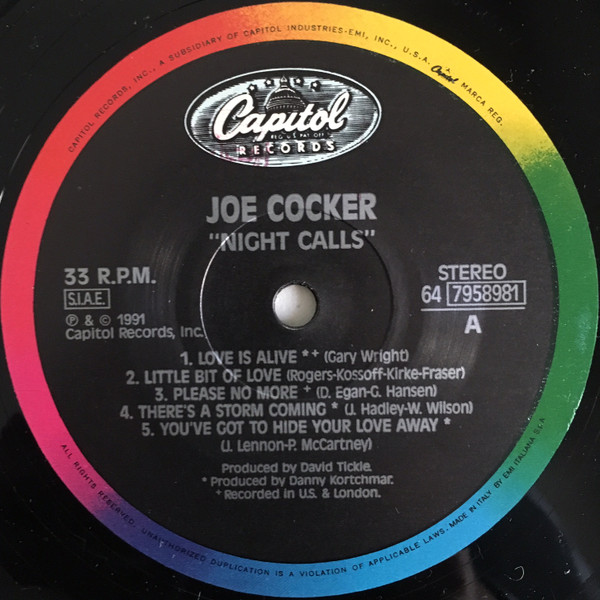 CAPITOL RECORDS, INC., A SUBSIDIARY OF CAPITOL INDUSTRIES-EMI, INC., U.S.A. Capitol MARCA REG.
Capitol
REG. U.S. PAT. OFF.
RECORDS
JOE COCKER
"NIGHT CALLS"
33 R.P.M.
S.I.A.E.
℗ & © 1991
Capitol Records, Inc.
STEREO
64 7958981
A
1. LOVE IS ALIVE *+ (Gary Wright)
2. LITTLE BIT OF LOVE (Rogers-Kossoff-Kirke-Fraser)
3. PLEASE NO MORE + (D. Egan-G. Hansen)
4. THERE'S A STORM COMING * (J. Hadley-W. Wilson)
5. YOU'VE GOT TO HIDE YOUR LOVE AWAY *
(J. Lennon-P. McCartney)
Produced by David Tickle.
* Produced by Danny Kortchmar.
+ Recorded in U.S. & London.
ALL RIGHTS RESERVED. UNAUTHORIZED DUPLICATION IS A VIOLATION OF APPLICABLE LAWS · MADE IN ITALY BY EMI ITALIANA S.p.A.